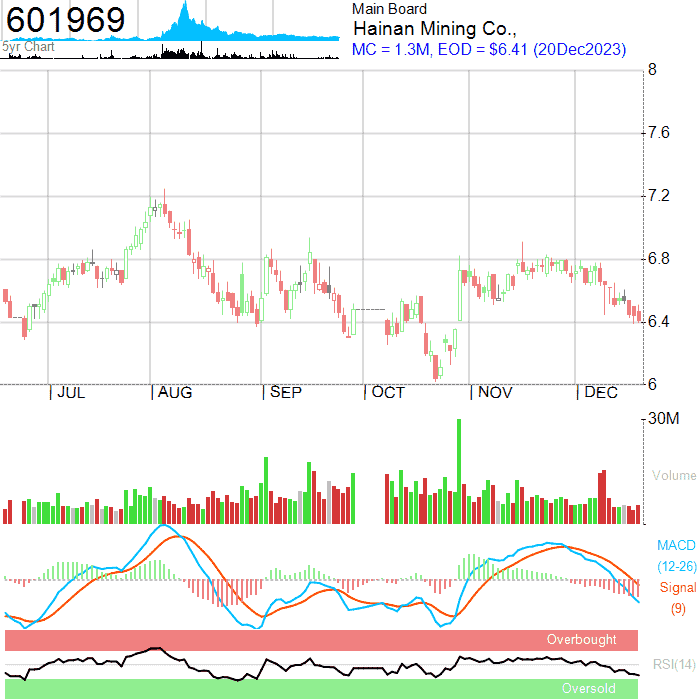 601969
5yr Chart
Main Board
Hainan Mining Co.,
MC = 1.3M, EOD = $6.41 (20Dec2023)
8
7.6
7.2
6.8
6.4
6
JUL AUG SEP OCT NOV DEC
30M
Volume
MACD
(12-26)
Signal
(9)
Overbought
RSI(14)
Oversold